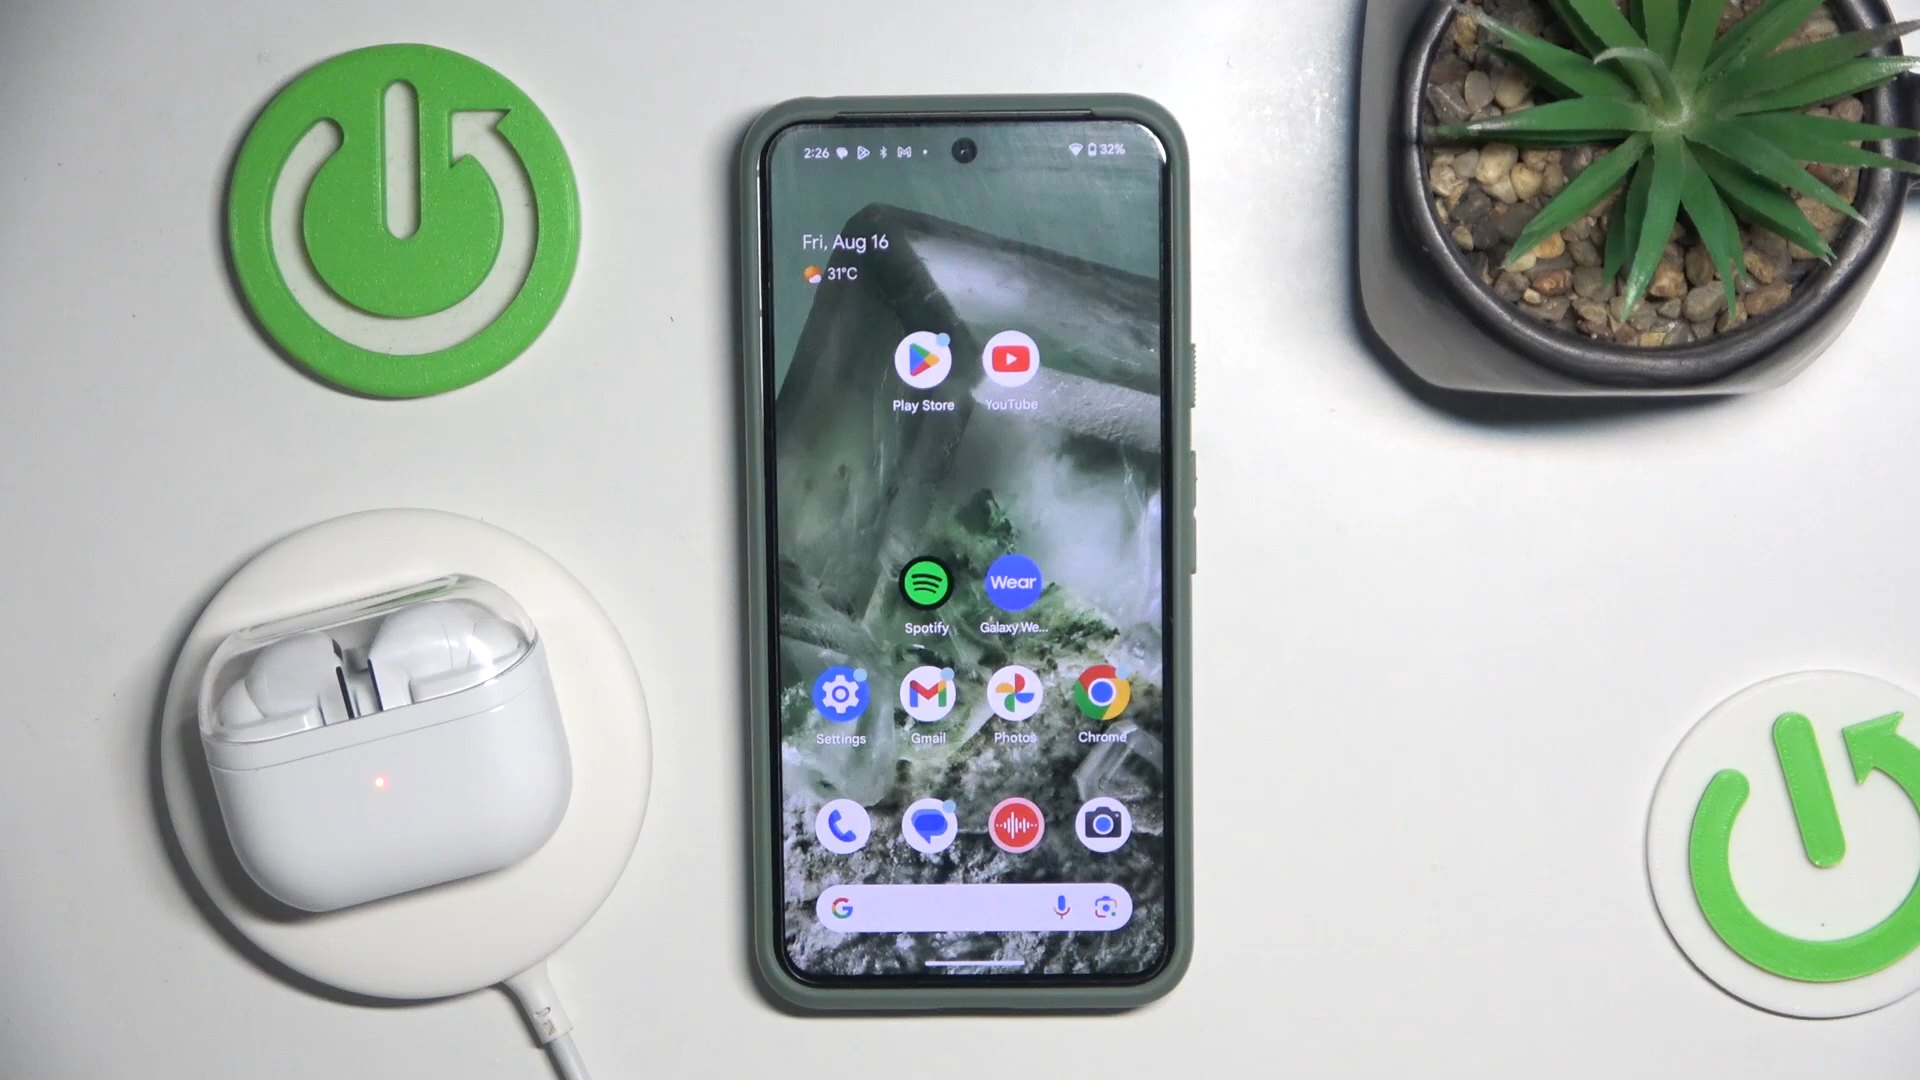 2:26
32%
Fri, Aug 16
31°C
Play Store
YouTube
Wear
Spotify
Galaxy We...
Settings
Gmail
Photos
Chrome
G